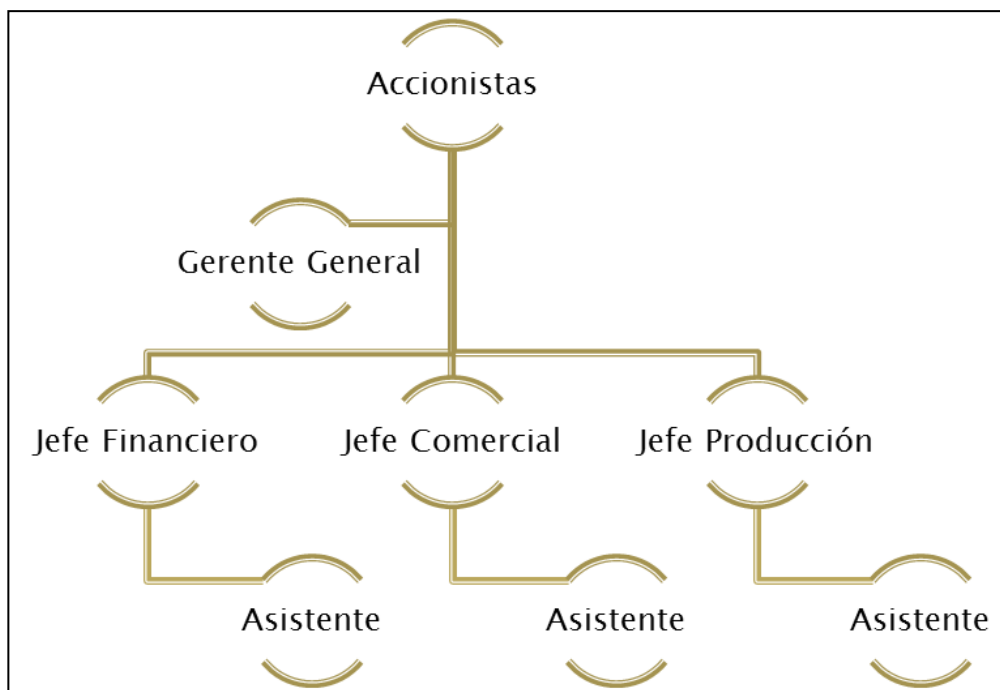 Accionistas
Gerente General
Jefe Financiero
Jefe Comercial
Jefe Producción
Asistente
Asistente
Asistente